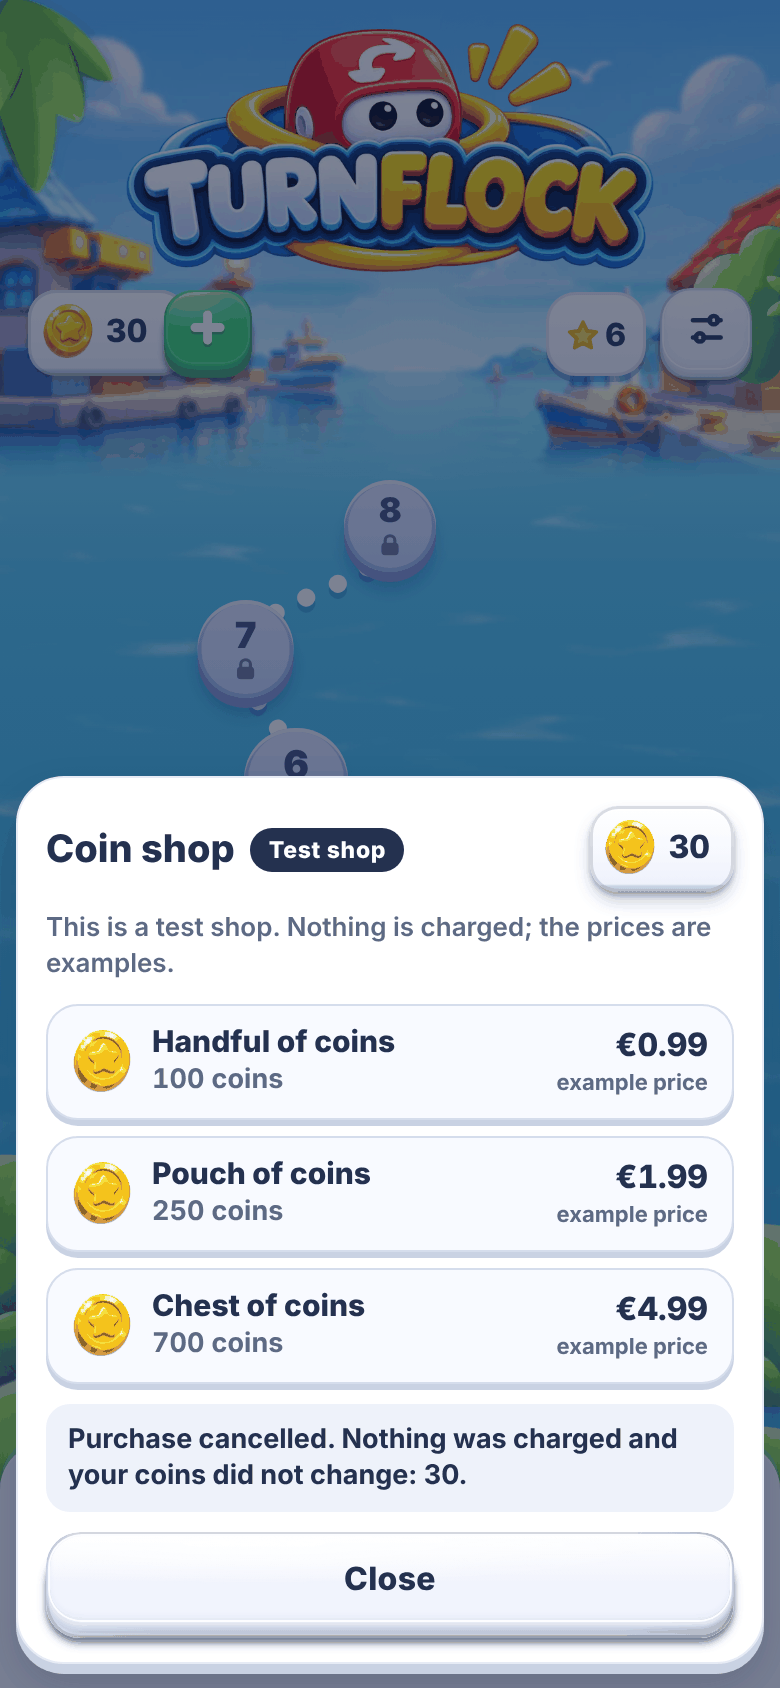 TURNFLOCK
30
6
8
7
6
Coin shop
Test shop
30
This is a test shop. Nothing is charged; the prices are
examples.
Handful of coins
€0.99
100 coins
example price
Pouch of coins
€1.99
250 coins
example price
Chest of coins
€4.99
700 coins
example price
Purchase cancelled. Nothing was charged and
your coins did not change: 30.
Close